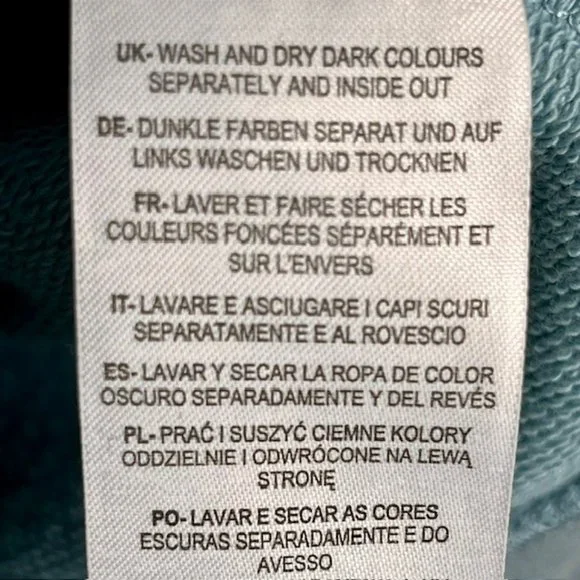 UK- WASH AND DRY DARK COLOURS
SEPARATELY AND INSIDE OUT
DE- DUNKLE FARBEN SEPARAT UND AUF
LINKS WASCHEN UND TROCKNEN
FR- LAVER ET FAIRE SÉCHER LES
COULEURS FONCÉES SÉPARÉMENT ET
SUR L'ENVERS
IT- LAVARE E ASCIUGARE I CAPI SCURI
SEPARATAMENTE E AL ROVESCIO
ES- LAVAR Y SECAR LA ROPA DE COLOR
OSCURO SEPARADAMENTE Y DEL REVÉS
PL- PRAĆ I SUSZYĆ CIEMNE KOLORY
ODDZIELNIE I ODWRÓCONE NA LEWĄ
STRONĘ
PO- LAVAR E SECAR AS CORES
ESCURAS SEPARADAMENTE E DO
AVESSO